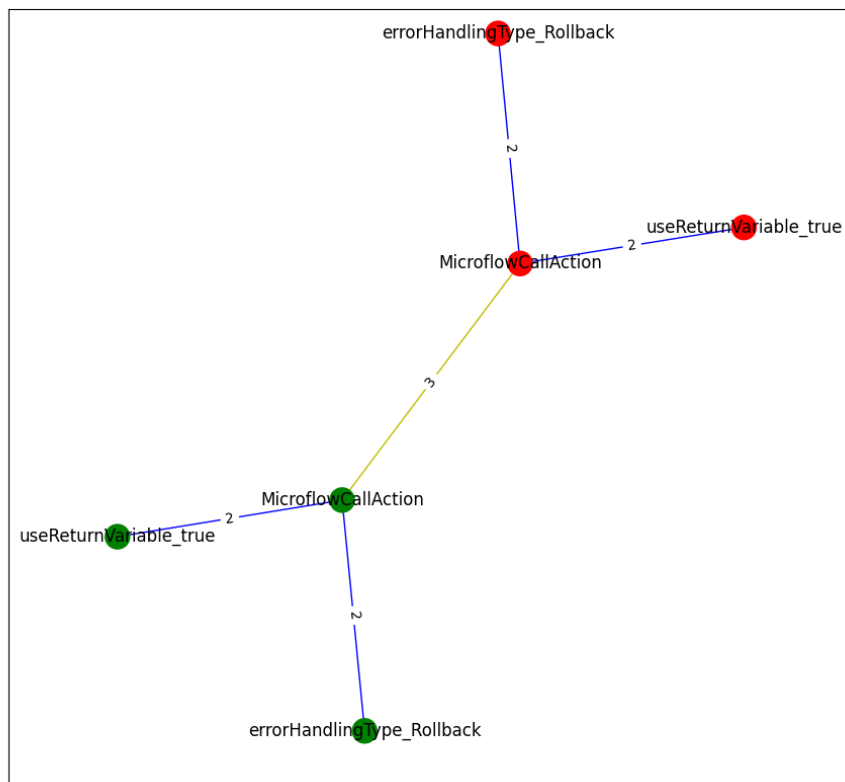 errorHandlingType_Rollback
2
useReturnVariable_true
2
MicroflowCallAction
3
MicroflowCallAction
2
useReturnVariable_true
2
errorHandlingType_Rollback